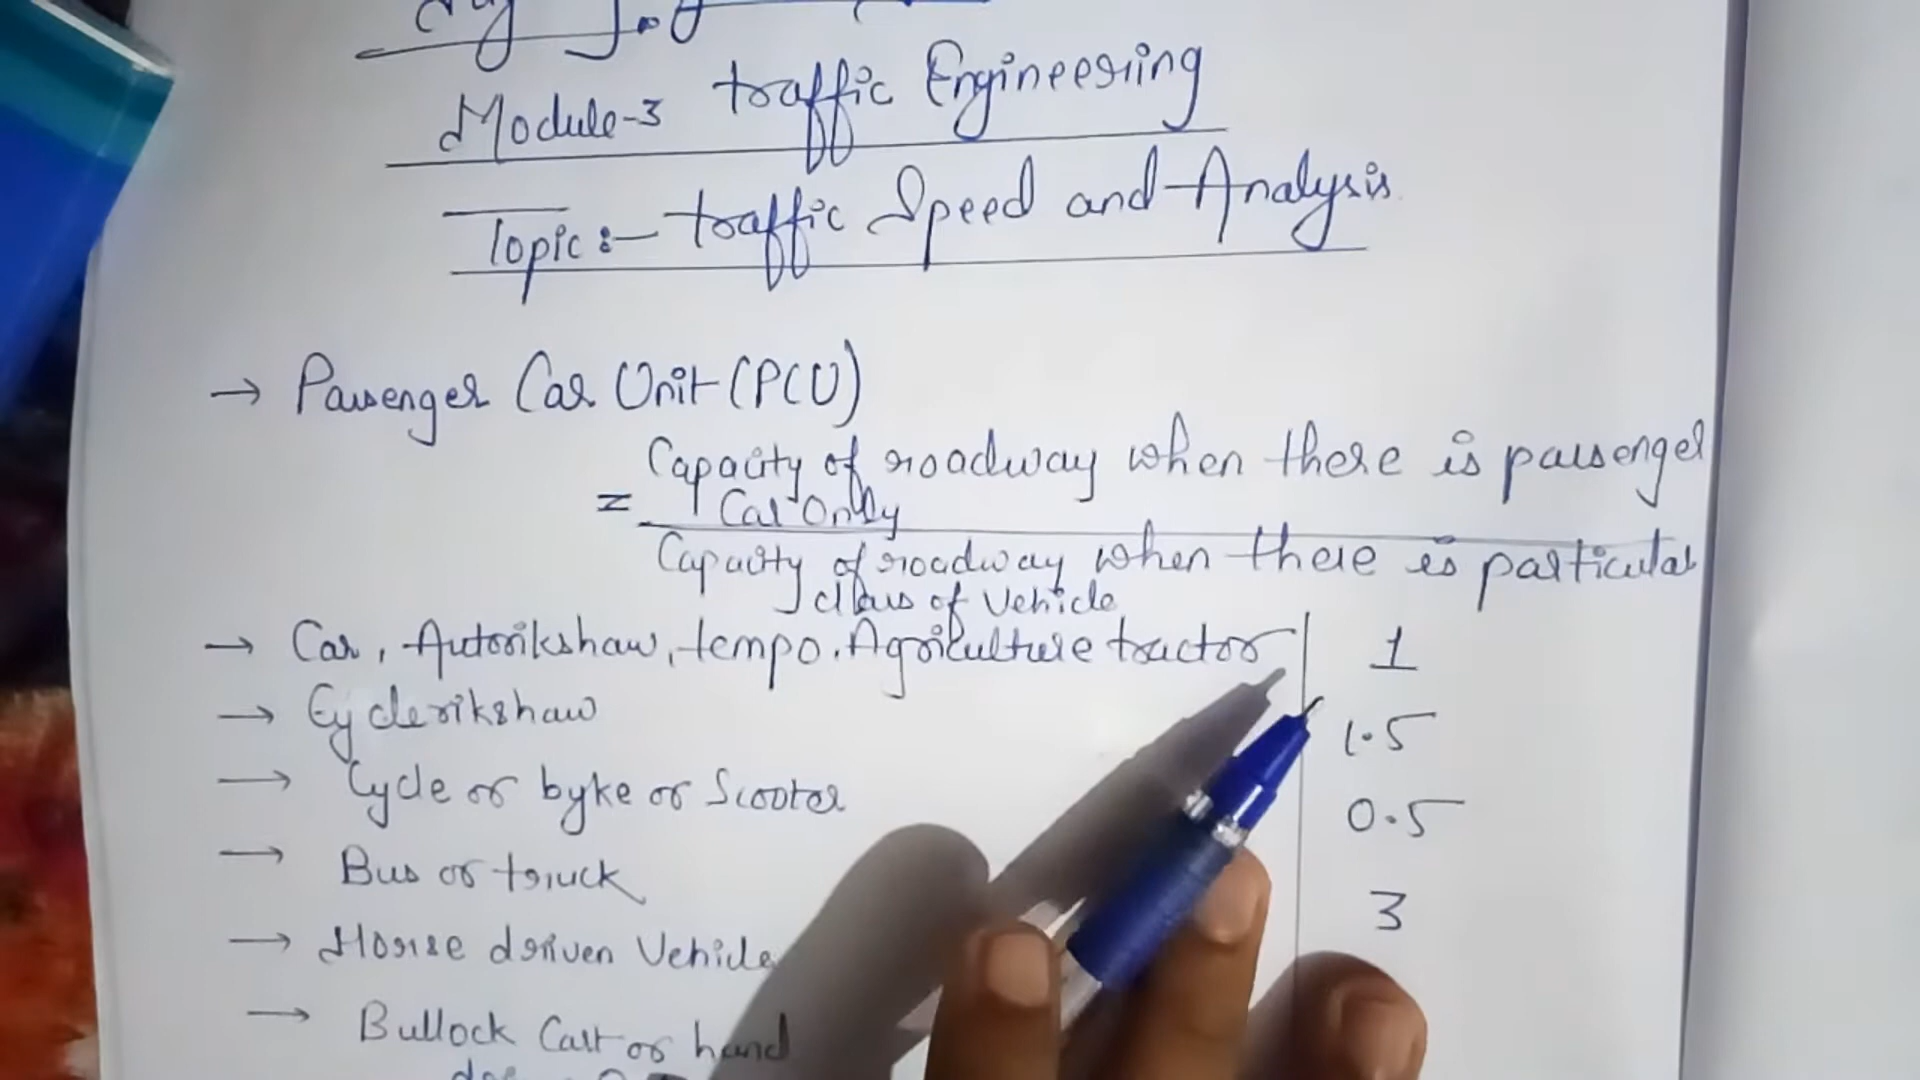 Module-3 traffic Engineering
Topic:- traffic Speed and Analysis
→ Passenger Car Unit (PCU)
= Capacity of roadway when there is passenger
Car Only
Capacity of roadway when there is particular
class of Vehicle
→ Car, Autorikshaw, tempo, Agriculture tractor | 1
→ Cyclerikshaw 1.5
→ Cycle or byke or Scooter 0.5
→ Bus or truck 3
→ Horse driven Vehicle
→ Bullock Cart or hand